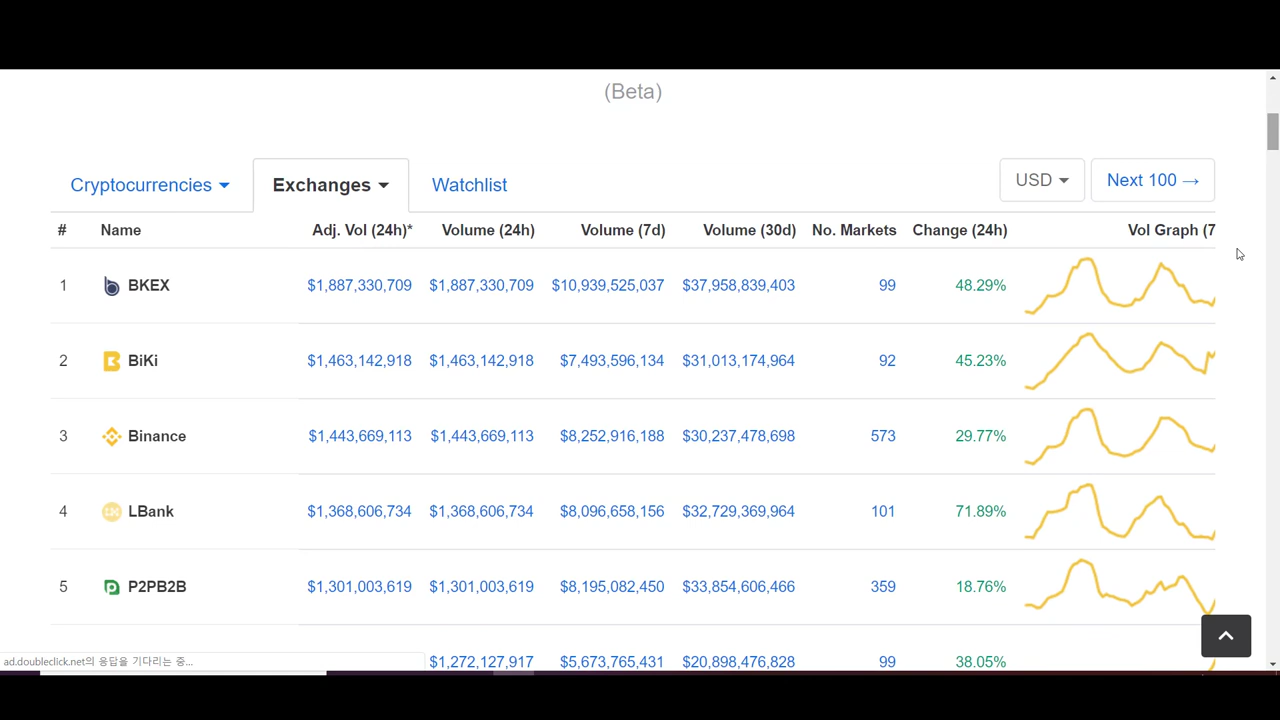 (Beta)
Cryptocurrencies Exchanges Watchlist USD Next 100 →
# Name Adj. Vol (24h)* Volume (24h) Volume (7d) Volume (30d) No. Markets Change (24h) Vol Graph (7
1 BKEX $1,887,330,709 $1,887,330,709 $10,939,525,037 $37,958,839,403 99 48.29%
2 BiKi $1,463,142,918 $1,463,142,918 $7,493,596,134 $31,013,174,964 92 45.23%
3 Binance $1,443,669,113 $1,443,669,113 $8,252,916,188 $30,237,478,698 573 29.77%
4 LBank $1,368,606,734 $1,368,606,734 $8,096,658,156 $32,729,369,964 101 71.89%
5 P2PB2B $1,301,003,619 $1,301,003,619 $8,195,082,450 $33,854,606,466 359 18.76%
$1,272,127,917 $5,673,765,431 $20,898,476,828 99 38.05%
ad.doubleclick.net의 응답을 기다리는 중...